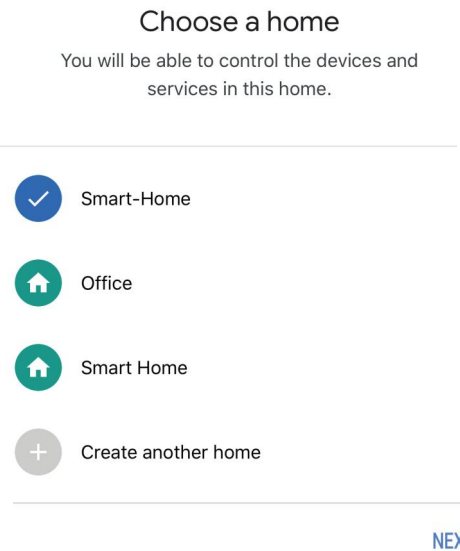 Choose a home
You will be able to control the devices and
services in this home.
Smart-Home
Office
Smart Home
Create another home
NEX